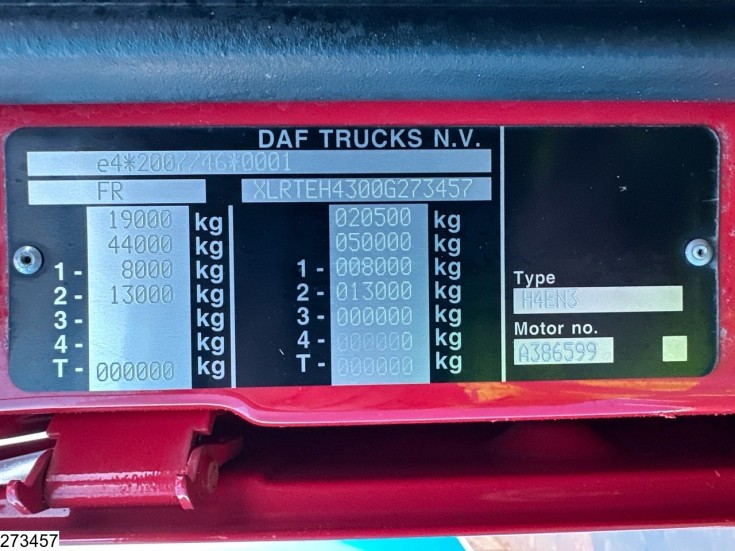 DAF TRUCKS N.V.
e4*2007/46*0001
FR XLRTEH4300G273457
19000 kg 020500 kg
44000 kg 050000 kg
1- 8000 kg 1- 008000 kg
2- 13000 kg 2- 013000 kg
3- kg 3- 000000 kg
4- kg 4- 000000 kg
T- 000000 kg T- 000000 kg
Type
H4EN3
Motor no.
A386599
273457